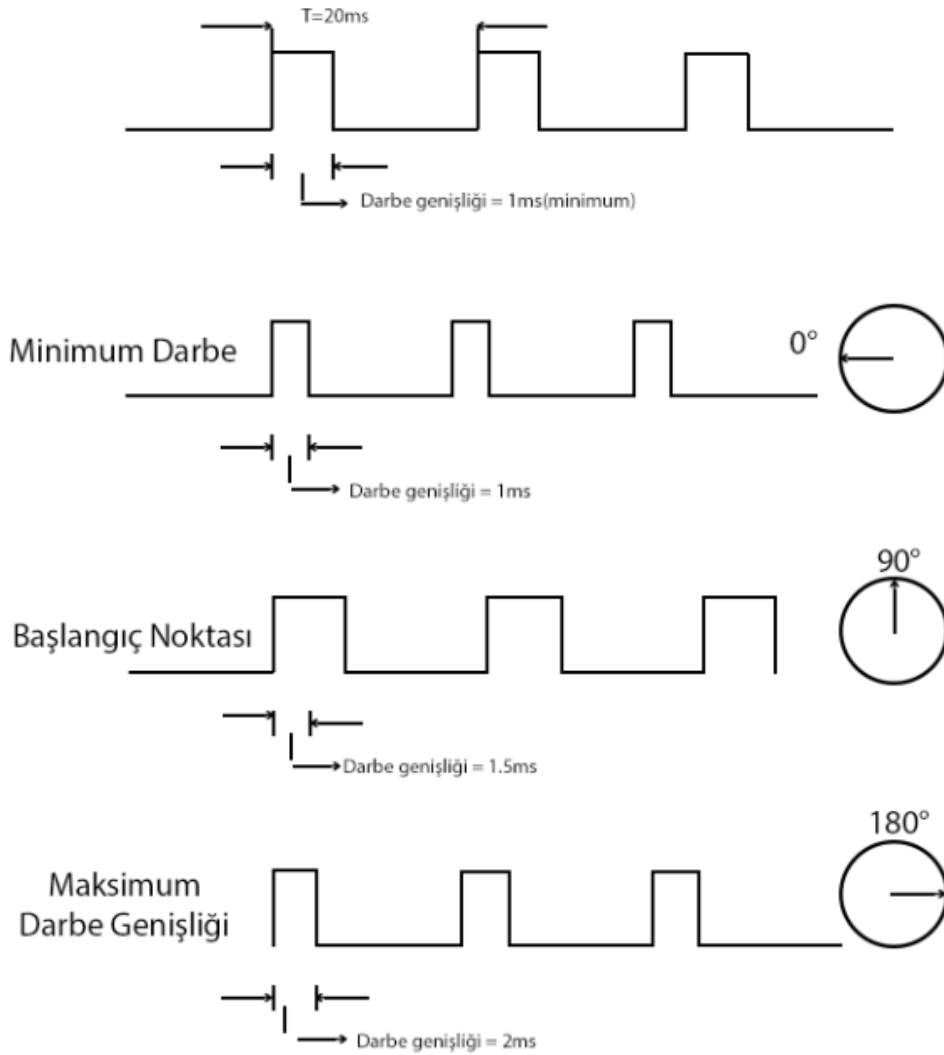 T=20ms
Darbe genişliği = 1ms(minimum)
Minimum Darbe
0°
Darbe genişliği = 1ms
90°
Başlangıç Noktası
Darbe genişliği = 1.5ms
180°
Maksimum
Darbe Genişliği
Darbe genişliği = 2ms